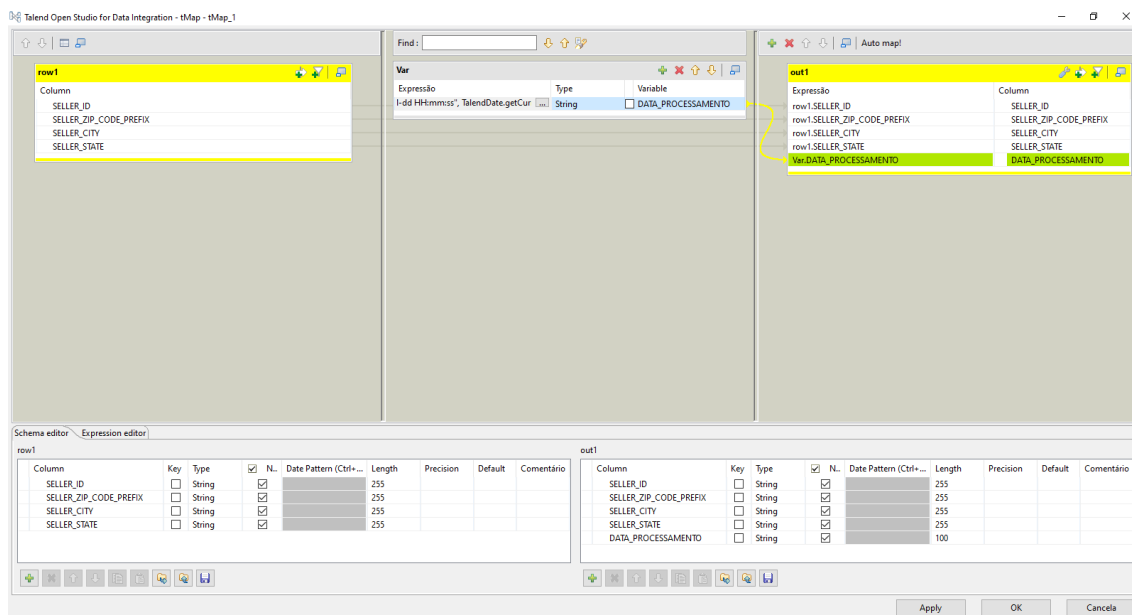 Talend Open Studio for Data Integration - tMap - tMap_1
Find :
Auto map!
row1
Column
SELLER_ID
SELLER_ZIP_CODE_PREFIX
SELLER_CITY
SELLER_STATE
Var
Expressão Type Variable
I-dd HH:mm:ss", TalendDate.getCur ... String DATA_PROCESSAMENTO
out1
Expressão Column
row1.SELLER_ID SELLER_ID
row1.SELLER_ZIP_CODE_PREFIX SELLER_ZIP_CODE_PREFIX
row1.SELLER_CITY SELLER_CITY
row1.SELLER_STATE SELLER_STATE
Var.DATA_PROCESSAMENTO DATA_PROCESSAMENTO
Schema editor Expression editor
row1
Column Key Type N... Date Pattern (Ctrl+... Length Precision Default Comentário
SELLER_ID String 255
SELLER_ZIP_CODE_PREFIX String 255
SELLER_CITY String 255
SELLER_STATE String 255
out1
Column Key Type N... Date Pattern (Ctrl+... Length Precision Default Comentário
SELLER_ID String 255
SELLER_ZIP_CODE_PREFIX String 255
SELLER_CITY String 255
SELLER_STATE String 255
DATA_PROCESSAMENTO String 100
Apply OK Cancela